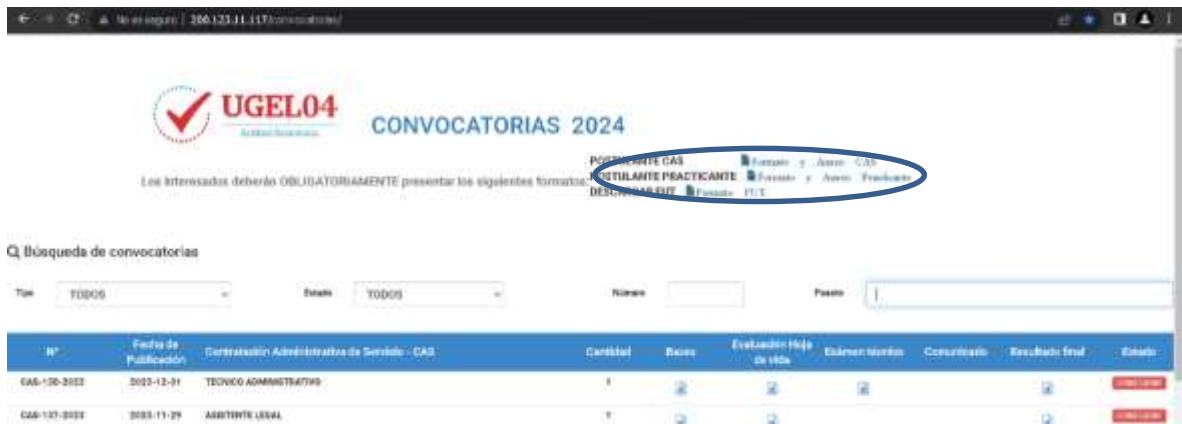 No es seguro | 200.123.11.117/convocatorias/
UGEL04
CONVOCATORIAS 2024
POSTULANTE CAS Formato y Anexo CAS
Los interesados deberán OBLIGATORIAMENTE presentar los siguientes formatos: POSTULANTE PRACTICANTE Formato y Anexo Practicante
DESCARGAR FUT Formato FUT
Búsqueda de convocatorias
Tipo TODOS Estado TODOS Número Puesto
N° Fecha de Publicación Contratación Administrativa de Servicio - CAS Cantidad Bases Evaluación Hoja de vida Exámen técnico Comunicado Resultado final Estado
TECNICO ADMINISTRATIVO 1
ASISTENTE LEGAL 1